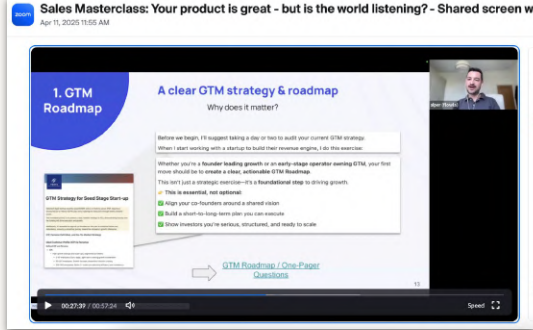 zoom
Sales Masterclass: Your product is great - but is the world listening? - Shared screen w
Apr 11, 2025 11:55 AM
1. GTM
Roadmap
A clear GTM strategy & roadmap
Why does it matter?
Before we begin, I'll suggest taking a day or two to audit your current GTM strategy.
When I start working with a startup to build their revenue engine, I do this exercise:
Whether you're a founder leading growth or an early-stage operator owning GTM, your first
move should be to create a clear, actionable GTM Roadmap.
This isn't just a strategic exercise—it's a foundational step to driving growth.
👉 This is essential, not optional:
✅ Align your co-founders around a shared vision
✅ Build a short-to-long-term plan you can execute
✅ Show investors you're serious, structured, and ready to scale
GTM Strategy for Seed Stage Start-up
GTM Roadmap / One-Pager
Questions
13
00:27:39 / 00:57:24
Speed